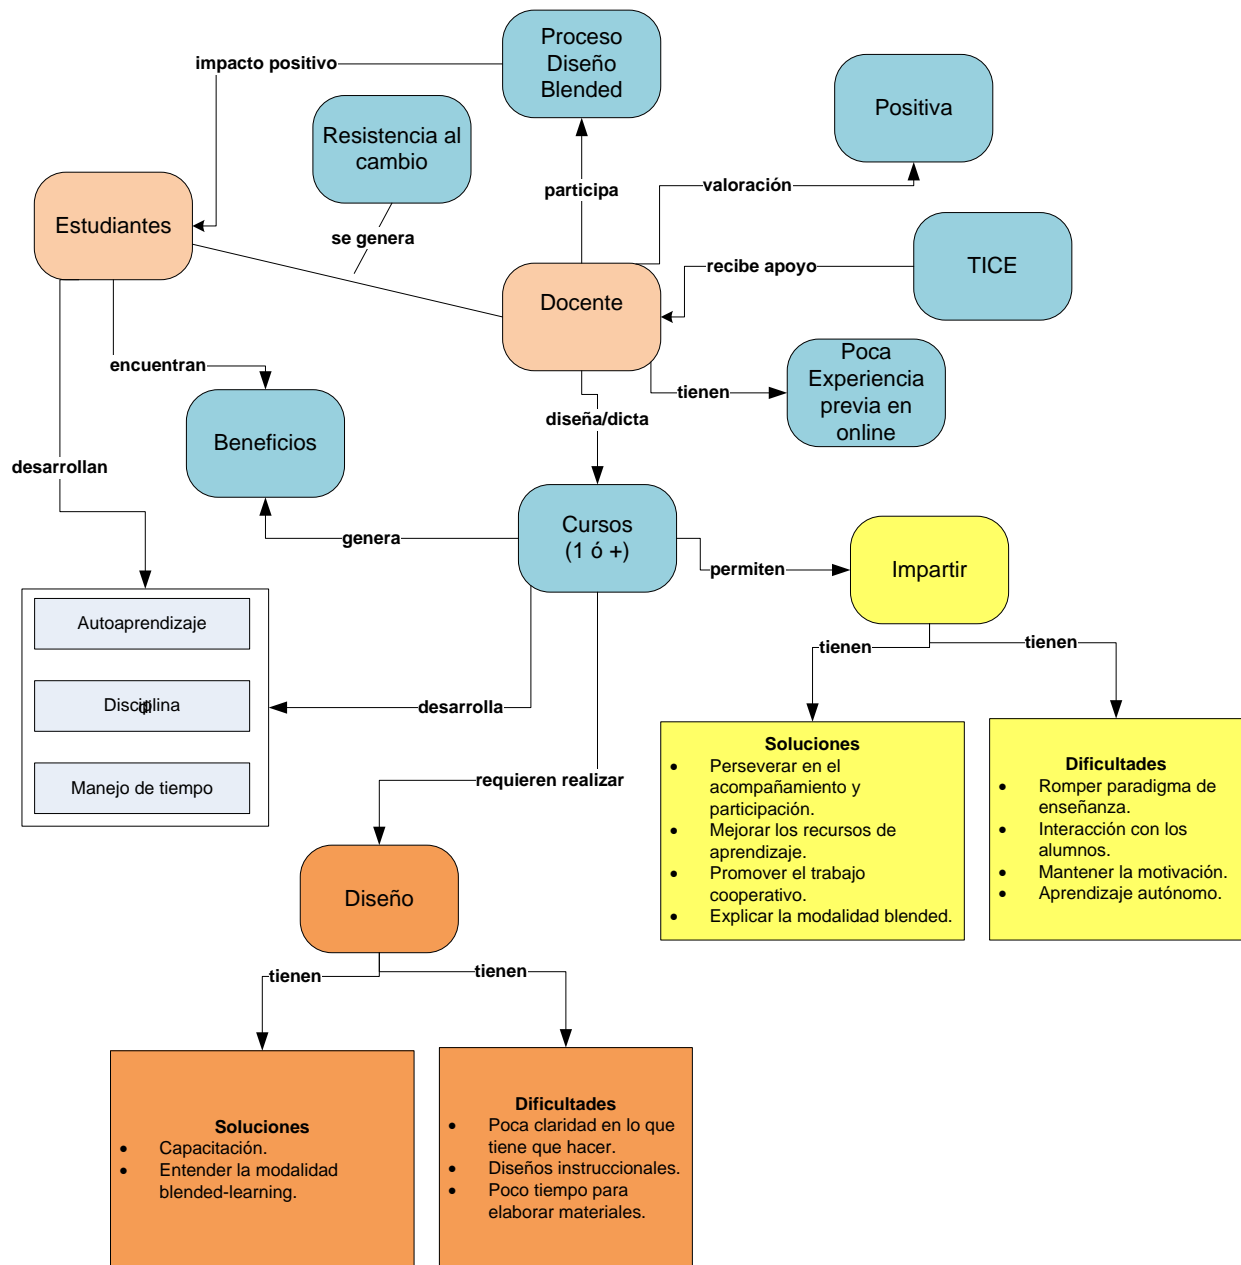 Proceso
Diseño
Blended
impacto positivo
Positiva
Resistencia al
cambio
participa
valoración
Estudiantes
se genera
recibe apoyo
TICE
Docente
encuentran
Poca
Experiencia
previa en
online
tienen
diseña/dicta
Beneficios
desarrollan
genera
Cursos
(1 ó +)
permiten
Impartir
Autoaprendizaje
tienen
tienen
Disciplina
desarrolla
Manejo de tiempo
requieren realizar
Soluciones
• Perseverar en el
acompañamiento y
participación.
• Mejorar los recursos de
aprendizaje.
• Promover el trabajo
cooperativo.
• Explicar la modalidad blended.
Dificultades
• Romper paradigma de
enseñanza.
• Interacción con los
alumnos.
• Mantener la motivación.
• Aprendizaje autónomo.
Diseño
tienen
tienen
Soluciones
• Capacitación.
• Entender la modalidad
blended-learning.
Dificultades
• Poca claridad en lo que
tiene que hacer.
• Diseños instruccionales.
• Poco tiempo para
elaborar materiales.